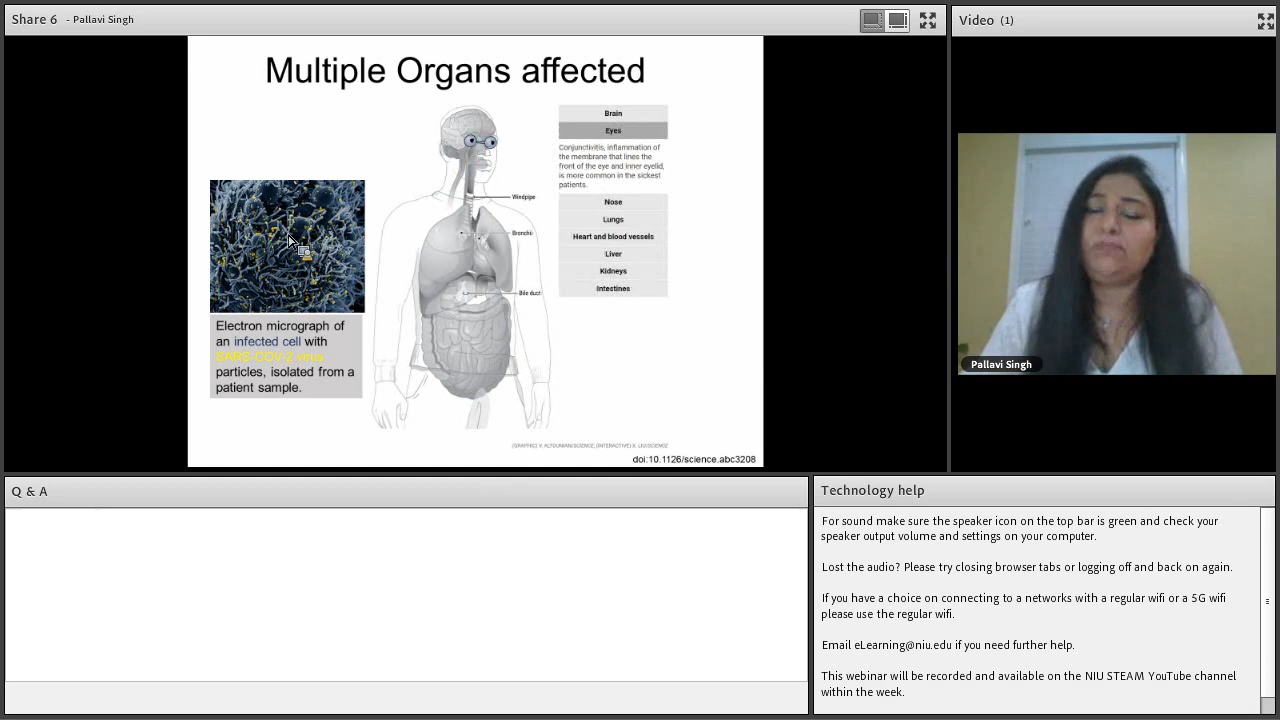 Share 6 - Pallavi Singh
Multiple Organs affected
Electron micrograph of
an infected cell with
SARS-COV-2 virus
particles, isolated from a
patient sample.
Windpipe
Bronchi
Bile duct
Brain
Eyes
Conjunctivitis, inflammation of
the membrane that lines the
front of the eye and inner eyelid,
is more common in the sickest
patients.
Nose
Lungs
Heart and blood vessels
Liver
Kidneys
Intestines
(GRAPHIC) V. ALTOUNIAN/SCIENCE; (INTERACTIVE) X. LIU/SCIENCE
doi:10.1126/science.abc3208
Video (1)
Pallavi Singh
Q & A
Technology help
For sound make sure the speaker icon on the top bar is green and check your
speaker output volume and settings on your computer.
Lost the audio? Please try closing browser tabs or logging off and back on again.
If you have a choice on connecting to a networks with a regular wifi or a 5G wifi
please use the regular wifi.
Email eLearning@niu.edu if you need further help.
This webinar will be recorded and available on the NIU STEAM YouTube channel
within the week.